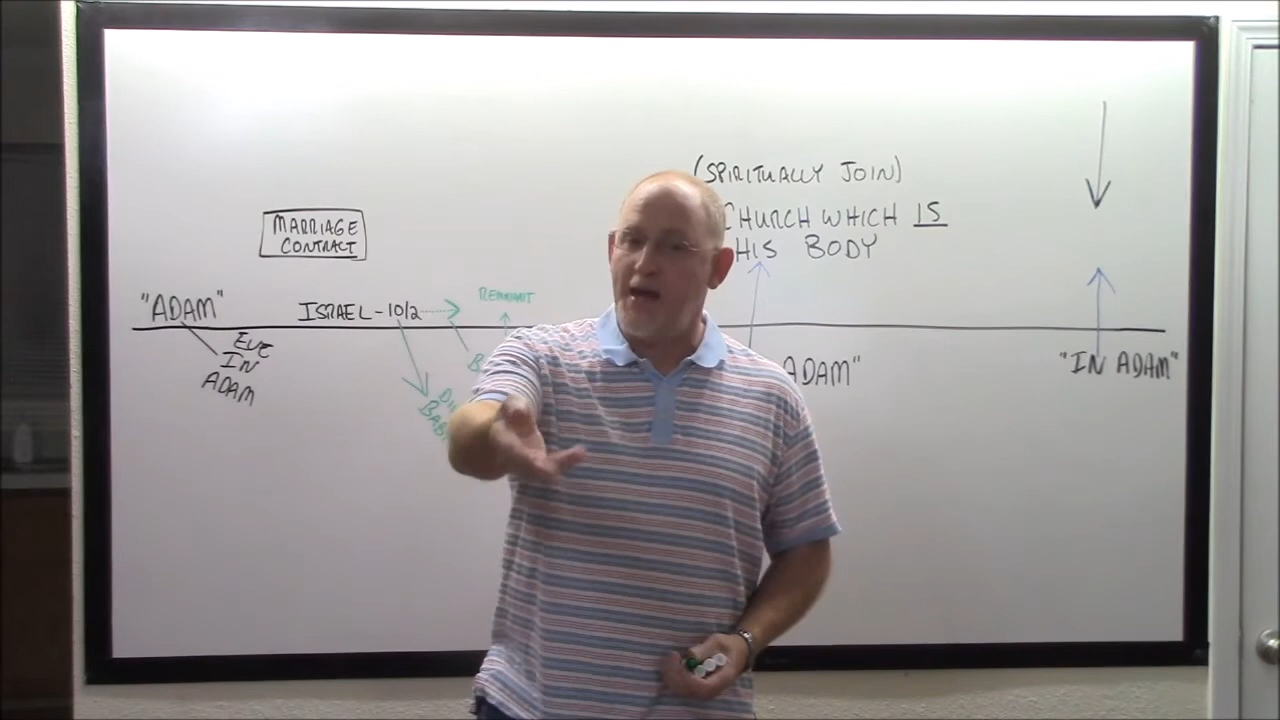 (SPIRITUALLY JOIN)
CHURCH WHICH IS
HIS BODY
MARRIAGE
CONTRACT
"ADAM"
ISRAEL - 10/2
REMNANT
EVE
IN
ADAM
ADAM"
"IN ADAM"